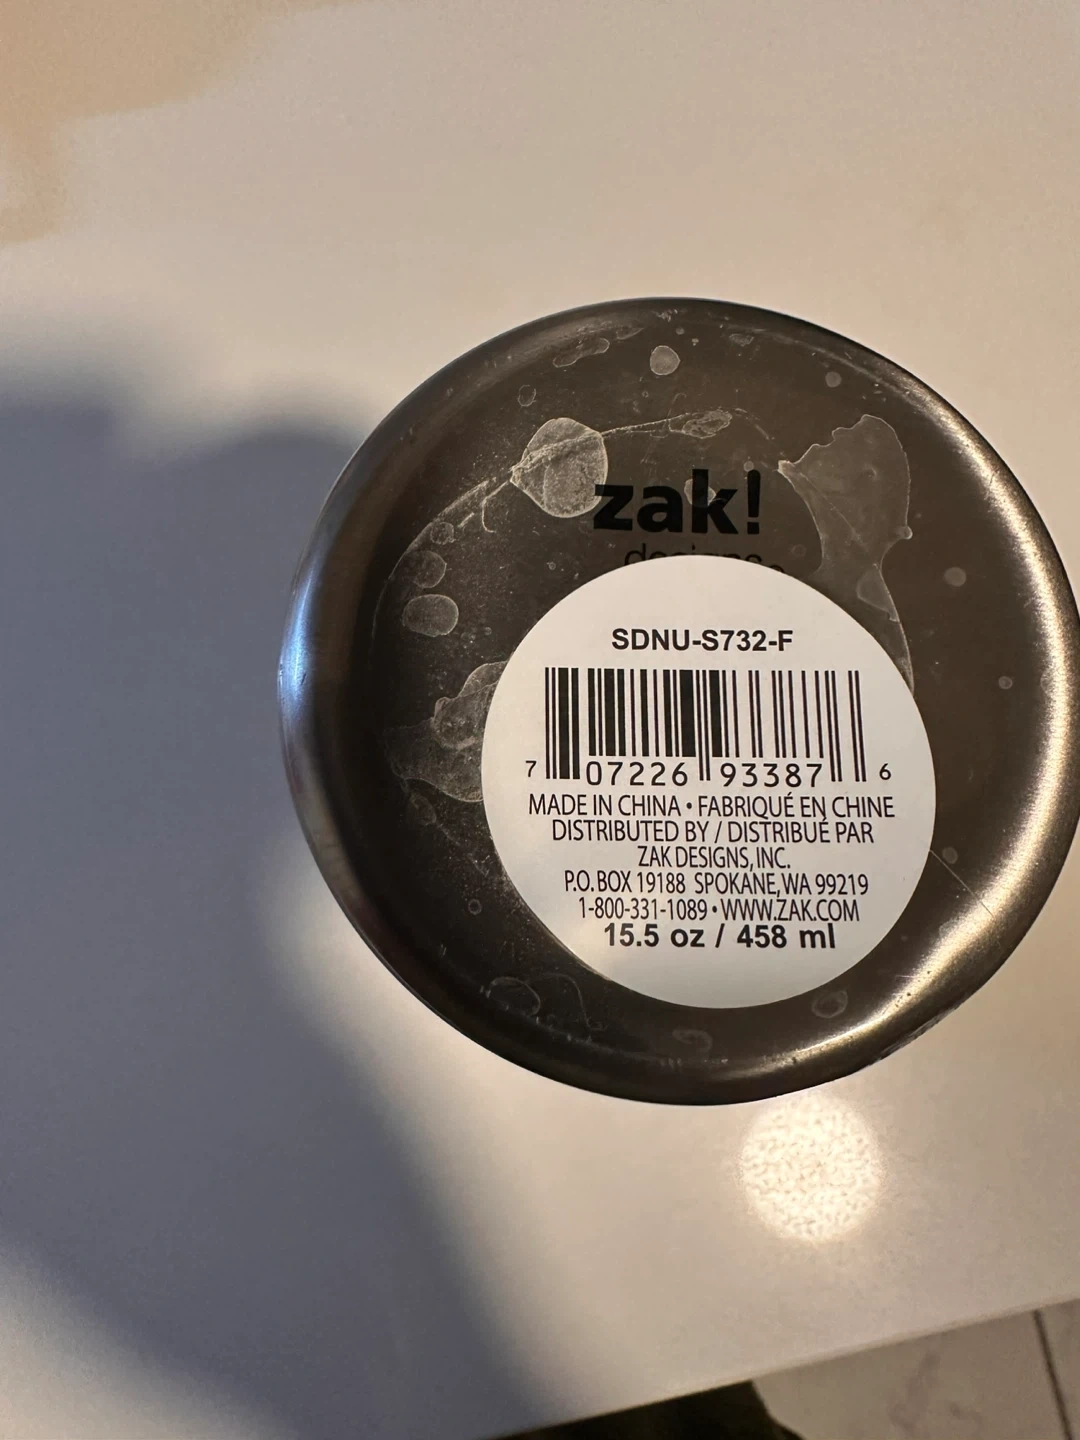 zak!
designs
SDNU-S732-F
7 07226 93387 6
MADE IN CHINA • FABRIQUÉ EN CHINE
DISTRIBUTED BY / DISTRIBUÉ PAR
ZAK DESIGNS, INC.
P.O. BOX 19188 SPOKANE, WA 99219
1-800-331-1089 • WWW.ZAK.COM
15.5 oz / 458 ml